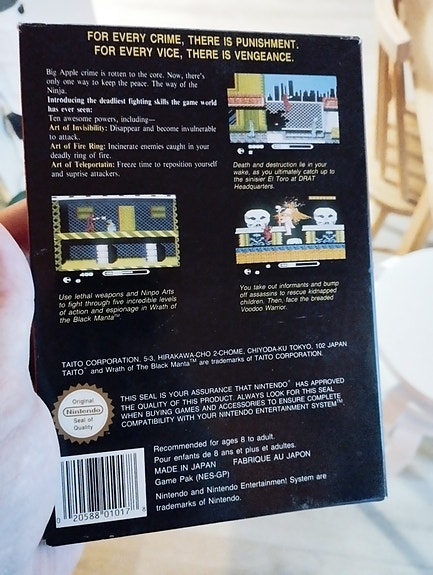 FOR EVERY CRIME, THERE IS PUNISHMENT.
FOR EVERY VICE, THERE IS VENGEANCE.
Big Apple crime is rotten to the core. Now, there's
only one way to keep the peace. The way of the
Ninja.
Introducing the deadliest fighting skills the game world
has ever seen:
Ten awesome powers, including—
Art of Invisibility: Disappear and become invulnerable
to attack.
Art of Fire Ring: Incinerate enemies caught in your
deadly ring of fire.
Art of Teleportatin: Freeze time to reposition yourself
and suprise attackers.
Death and destruction lie in your
wake, as you ultimately catch up to
the sinisier El Toro at DRAT
Headquarters.
Use lethal weapons and Ninpo Arts
to fight through five incredible levels
of action and espionage in Wrath of
the Black Manta™.
You take out informants and bump
off assassins to rescue kidnapped
children. Then, face the breaded
Voodoo Warrior.
TAITO CORPORATION, 5-3, HIRAKAWA-CHO 2-CHOME, CHIYODA-KU TOKYO, 102 JAPAN
TAITO® and Wrath of The Black Manta™ are trademarks of TAITO CORPORATION.
Original
Nintendo
Seal of
Quality
THIS SEAL IS YOUR ASSURANCE THAT NINTENDO® HAS APPROVED
THE QUALITY OF THIS PRODUCT. ALWAYS LOOK FOR THIS SEAL
WHEN BUYING GAMES AND ACCESSORIES TO ENSURE COMPLETE
COMPATIBILITY WITH YOUR NINTENDO ENTERTAINMENT SYSTEM™
Recommended for ages 8 to adult.
Pour enfants de 8 ans et plus et adultes.
MADE IN JAPAN FABRIQUE AU JAPON
Game Pak (NES-GP)
Nintendo and Nintendo Entertainment System are
trademarks of Nintendo.
0 20588 01017 8